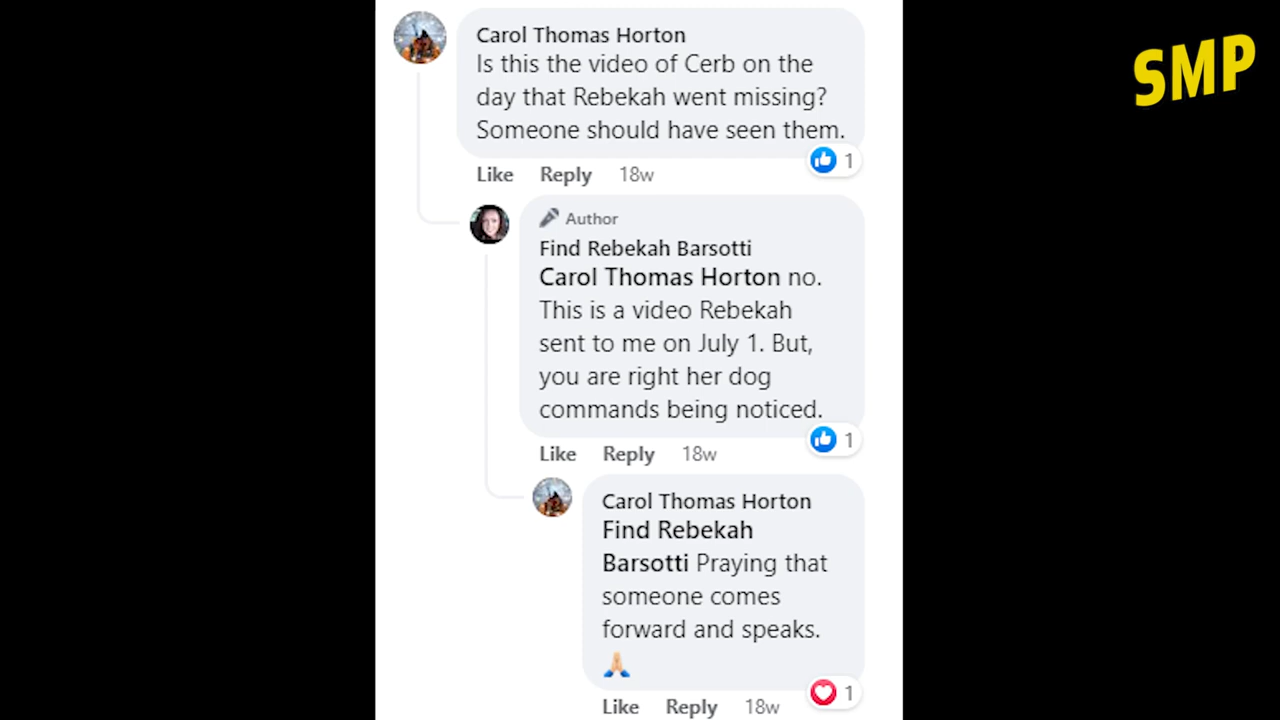 Carol Thomas Horton
Is this the video of Cerb on the
day that Rebekah went missing?
Someone should have seen them.
1
Like Reply 18w
Author
Find Rebekah Barsotti
Carol Thomas Horton no.
This is a video Rebekah
sent to me on July 1. But,
you are right her dog
commands being noticed.
1
Like Reply 18w
Carol Thomas Horton
Find Rebekah
Barsotti Praying that
someone comes
forward and speaks.
🙏
1
Like Reply 18w
SMP